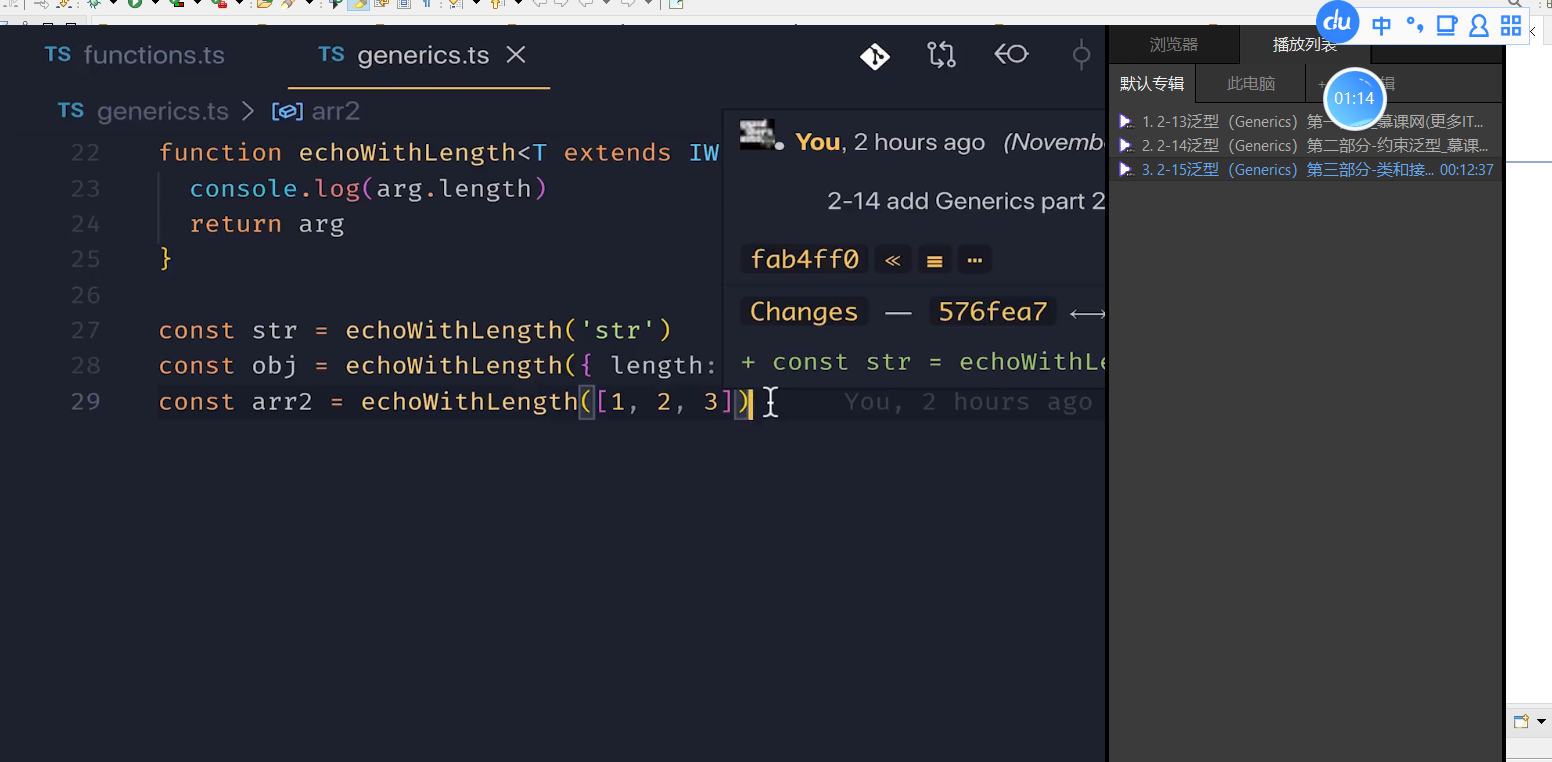 du 中
TS functions.ts TS generics.ts
TS generics.ts > arr2
22 function echoWithLength<T extends IW
23 console.log(arg.length)
24 return arg
25 }
26
27 const str = echoWithLength('str')
28 const obj = echoWithLength({ length:
29 const arr2 = echoWithLength([1, 2, 3]) You, 2 hours ago
You, 2 hours ago (Novemb
2-14 add Generics part 2
fab4ff0 « ≡ …
Changes — 576fea7 ⟷
+ const str = echoWithLe
浏览器 播放列表
默认专辑 此电脑 + 辑
01:14
1. 2-13泛型（Generics）第一 慕课网(更多IT...
2. 2-14泛型（Generics）第二部分-约束泛型_慕课...
3. 2-15泛型（Generics）第三部分-类和接... 00:12:37